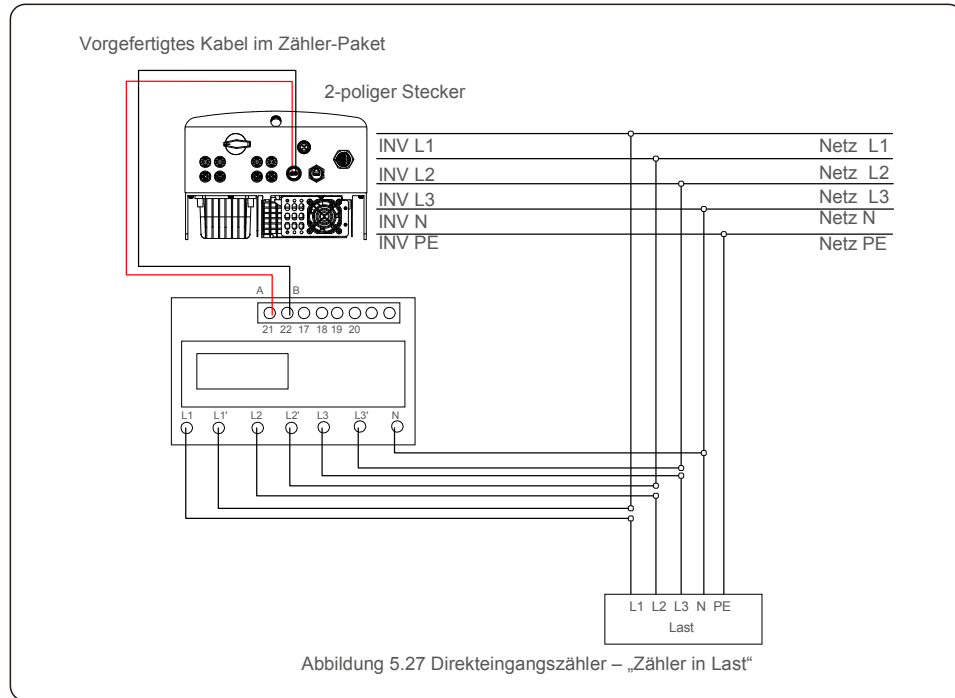 Vorgefertigtes Kabel im Zähler-Paket
2-poliger Stecker
INV L1 Netz L1
INV L2 Netz L2
INV L3 Netz L3
INV N Netz N
INV PE Netz PE
A B
21 22 17 18 19 20
L1 L1' L2 L2' L3 L3' N
L1 L2 L3 N PE
Last
Abbildung 5.27 Direkteingangszähler – „Zähler in Last“